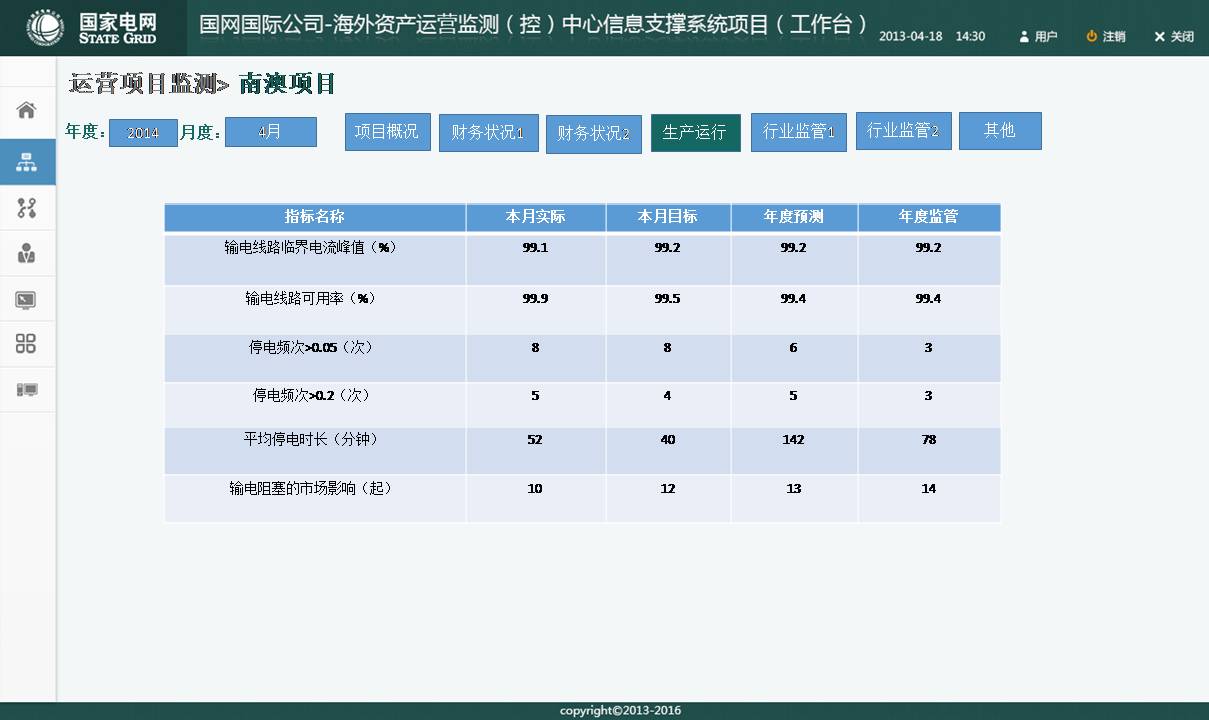 国家电网
STATE GRID
国网国际公司-海外资产运营监测（控）中心信息支撑系统项目（工作台）
2013-04-18 14:30 用户 注销 关闭
运营项目监测> 南澳项目
年度： 2014 月度： 4月 项目概况 财务状况1 财务状况2 生产运行 行业监管1 行业监管2 其他
指标名称 本月实际 本月目标 年度预测 年度监管
输电线路临界电流峰值（%） 99.1 99.2 99.2 99.2
输电线路可用率（%） 99.9 99.5 99.4 99.4
停电频次>0.05（次） 8 8 6 3
停电频次>0.2（次） 5 4 5 3
平均停电时长（分钟） 52 40 142 78
输电阻塞的市场影响（起） 10 12 13 14
copyright©2013-2016